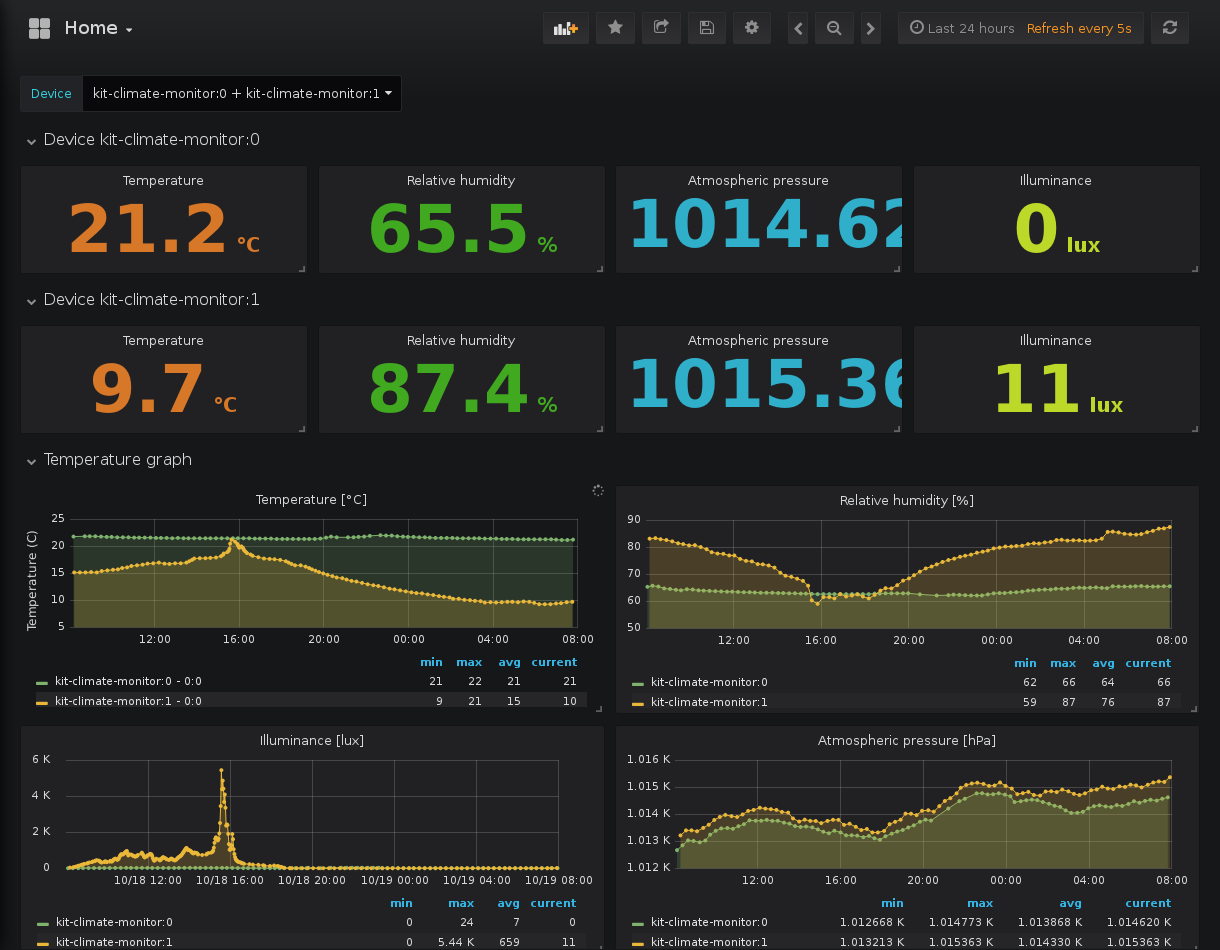 Home
Last 24 hours Refresh every 5s
Device kit-climate-monitor:0 + kit-climate-monitor:1
Device kit-climate-monitor:0
Temperature Relative humidity Atmospheric pressure Illuminance
21.2 °C 65.5 % 1014.62 0 lux
Device kit-climate-monitor:1
Temperature Relative humidity Atmospheric pressure Illuminance
9.7 °C 87.4 % 1015.36 11 lux
Temperature graph
Temperature [°C]
Temperature (C)
25
20
15
10
5
12:00 16:00 20:00 00:00 04:00 08:00
min max avg current
kit-climate-monitor:0 - 0:0 21 22 21 21
kit-climate-monitor:1 - 0:0 9 21 15 10
Relative humidity [%]
90
80
70
60
50
12:00 16:00 20:00 00:00 04:00 08:00
min max avg current
kit-climate-monitor:0 62 66 64 66
kit-climate-monitor:1 59 87 76 87
Illuminance [lux]
6 K
4 K
2 K
0
10/18 12:00 10/18 16:00 10/18 20:00 10/19 00:00 10/19 04:00 10/19 08:00
min max avg current
kit-climate-monitor:0 0 24 7 0
kit-climate-monitor:1 0 5.44 K 659 11
Atmospheric pressure [hPa]
1.016 K
1.015 K
1.014 K
1.013 K
1.012 K
12:00 16:00 20:00 00:00 04:00 08:00
min max avg current
kit-climate-monitor:0 1.012668 K 1.014773 K 1.013868 K 1.014620 K
kit-climate-monitor:1 1.013213 K 1.015363 K 1.014330 K 1.015363 K